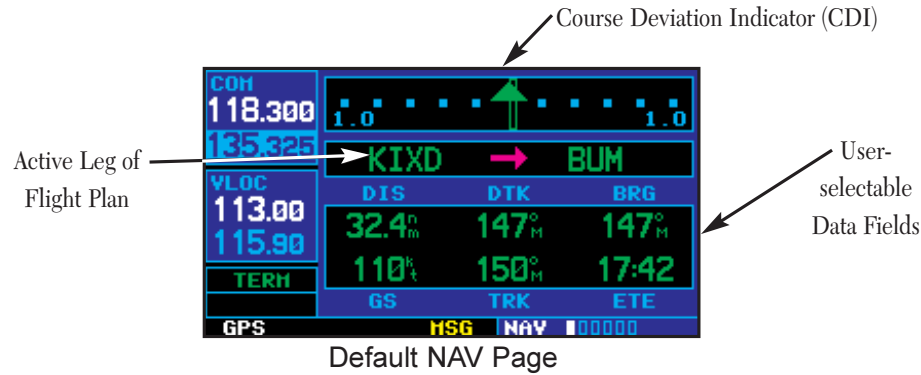 Course Deviation Indicator (CDI)
COM
118.300
135.325
1.0 1.0
Active Leg of
Flight Plan
KIXD BUM
User-
selectable
Data Fields
VLOC
113.00
115.90
DIS DTK BRG
32.4nm 147°M 147°M
110kt 150°M 17:42
TERM
GS TRK ETE
GPS MSG NAV
Default NAV Page